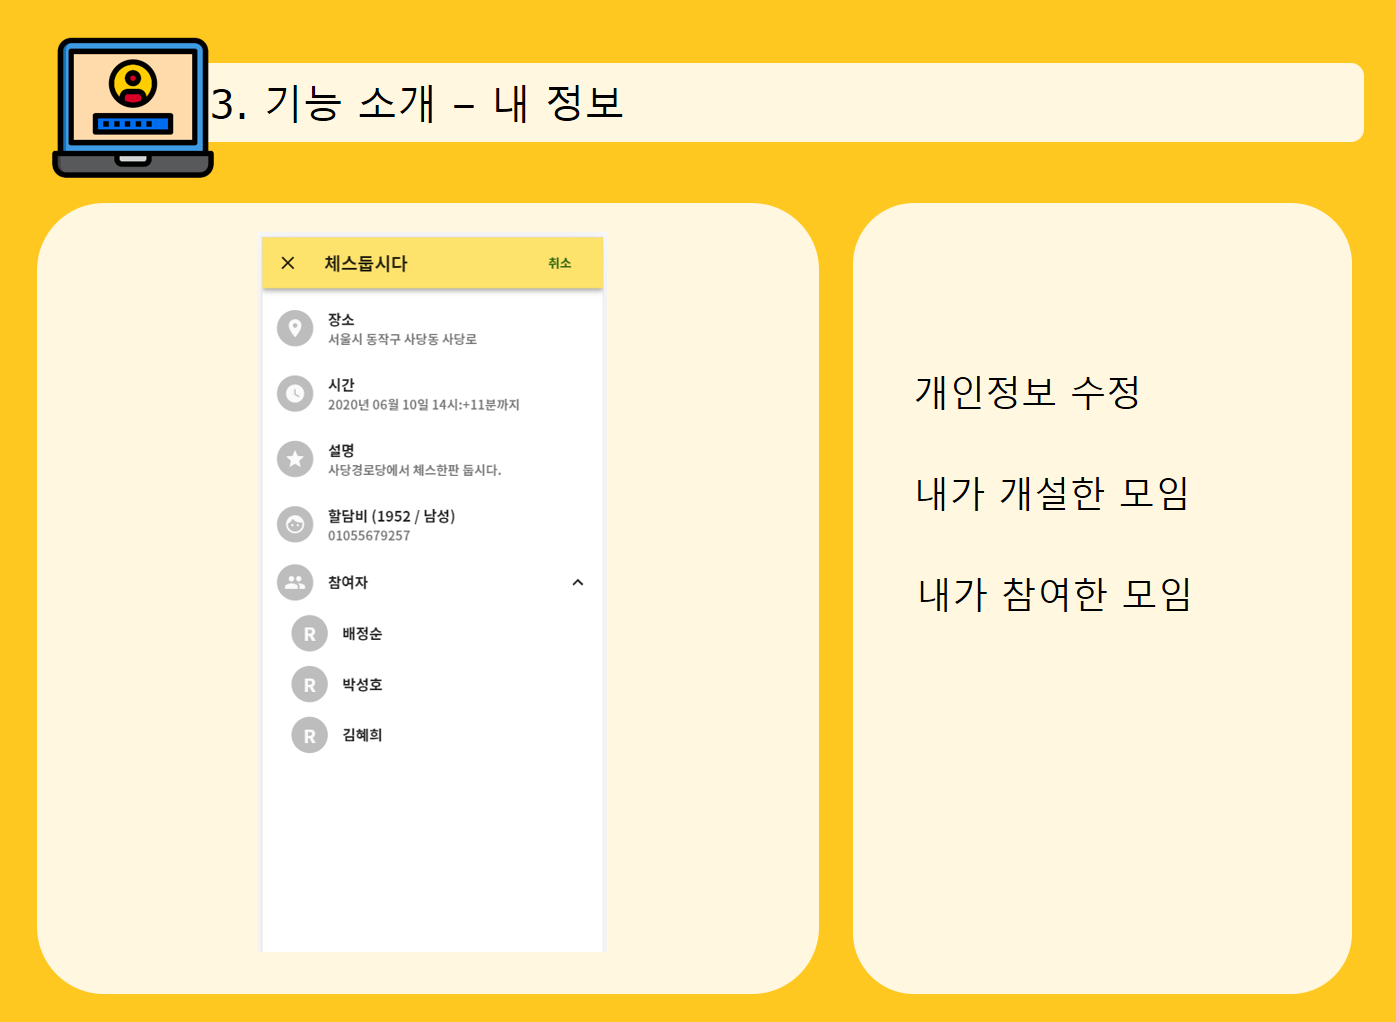 3. 기능 소개 – 내 정보
체스둡시다 취소
장소
서울시 동작구 사당동 사당로
시간
2020년 06월 10일 14시:+11분까지
설명
사당경로당에서 체스한판 둡시다.
할담비 (1952 / 남성)
01055679257
참여자
R 배정순
R 박성호
R 김혜희
개인정보 수정
내가 개설한 모임
내가 참여한 모임